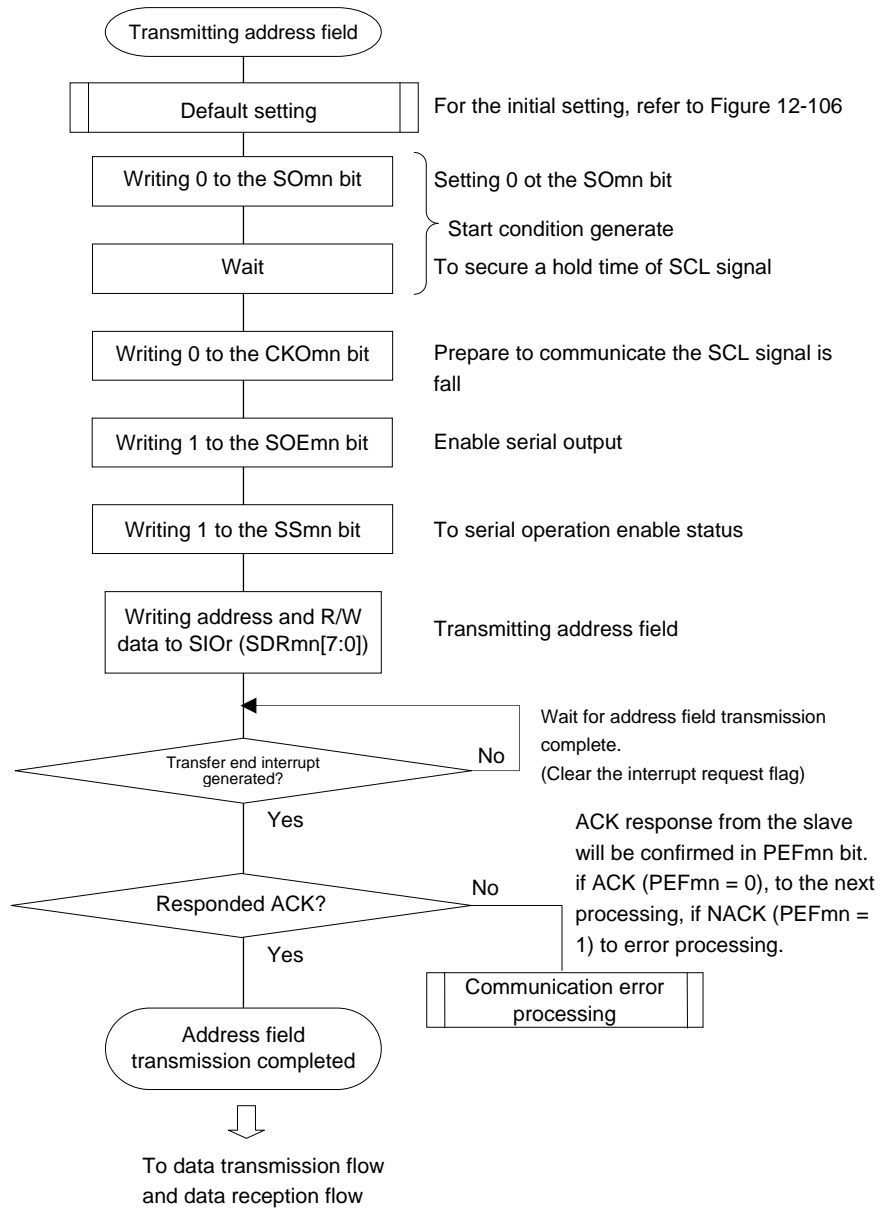 Transmitting address field
Default setting
For the initial setting, refer to Figure 12-106
Writing 0 to the SOmn bit
Setting 0 ot the SOmn bit
Start condition generate
Wait
To secure a hold time of SCL signal
Writing 0 to the CKOmn bit
Prepare to communicate the SCL signal is
fall
Writing 1 to the SOEmn bit
Enable serial output
Writing 1 to the SSmn bit
To serial operation enable status
Writing address and R/W
data to SIOr (SDRmn[7:0])
Transmitting address field
Transfer end interrupt
generated?
No
Wait for address field transmission
complete.
(Clear the interrupt request flag)
Yes
Responded ACK?
No
ACK response from the slave
will be confirmed in PEFmn bit.
if ACK (PEFmn = 0), to the next
processing, if NACK (PEFmn =
1) to error processing.
Yes
Communication error
processing
Address field
transmission completed
To data transmission flow
and data reception flow